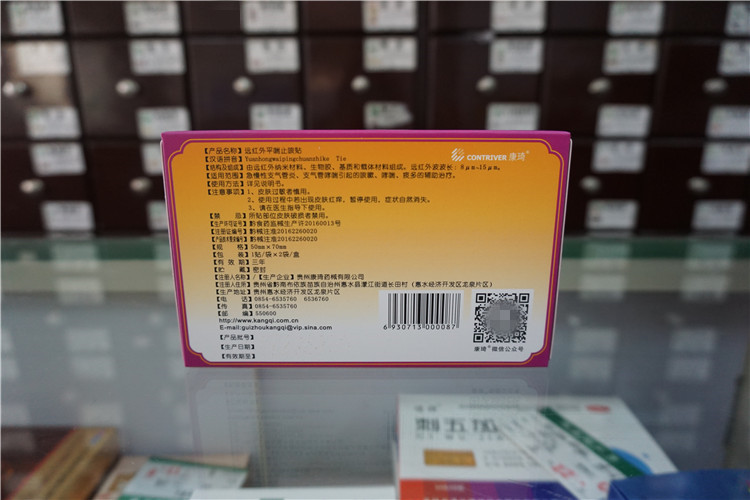 【产品名称】远红外平喘止咳贴
【汉语拼音】Yuanhongwaipingchuanzhike Tie
CONTRIVER 康琦®
【结构及组成】由远红外纳米材料、生物胶、基质和载体材料组成。远红外波波长：8μm~15μm。
【适用范围】急慢性支气管炎、支气管哮喘引起的咳嗽、哮喘、痰多的辅助治疗。
【使用方法】详见说明书。
【注意事项】1、皮肤过敏者慎用。
2、使用过程中若出现皮肤红痒、暂停使用、症状自然消失。
3、请在医生指导下使用。
【禁 忌】所贴部位皮肤破损者禁用。
【生产许可证号】黔食药监械生产许20160013号
【注册证编号】黔械注准20162260020
【产品技术要求编号】黔械注准20162260020
【规 格】50mm×70mm
【包 装】1贴/袋×2袋/盒
【有 效 期】三年
【贮 藏】密封
【注册人名称】/【生产企业】贵州康琦药械有限公司
【注册人住所】贵州省黔南布依族苗族自治州惠水县濛江街道长田村（惠水经济开发区龙泉片区）
【生产地址】贵州惠水经济开发区龙泉片区
【电 话】0854-6535760 6536760
【传 真】0854-6535760
【邮 编】550600
http://www.kangqi.com.cn
E-mail:guizhoukangqi@vip.sina.com
【产品批号】
【生产日期】
【有效期至】
6930713000087
康琦®微信公众号
刺五加